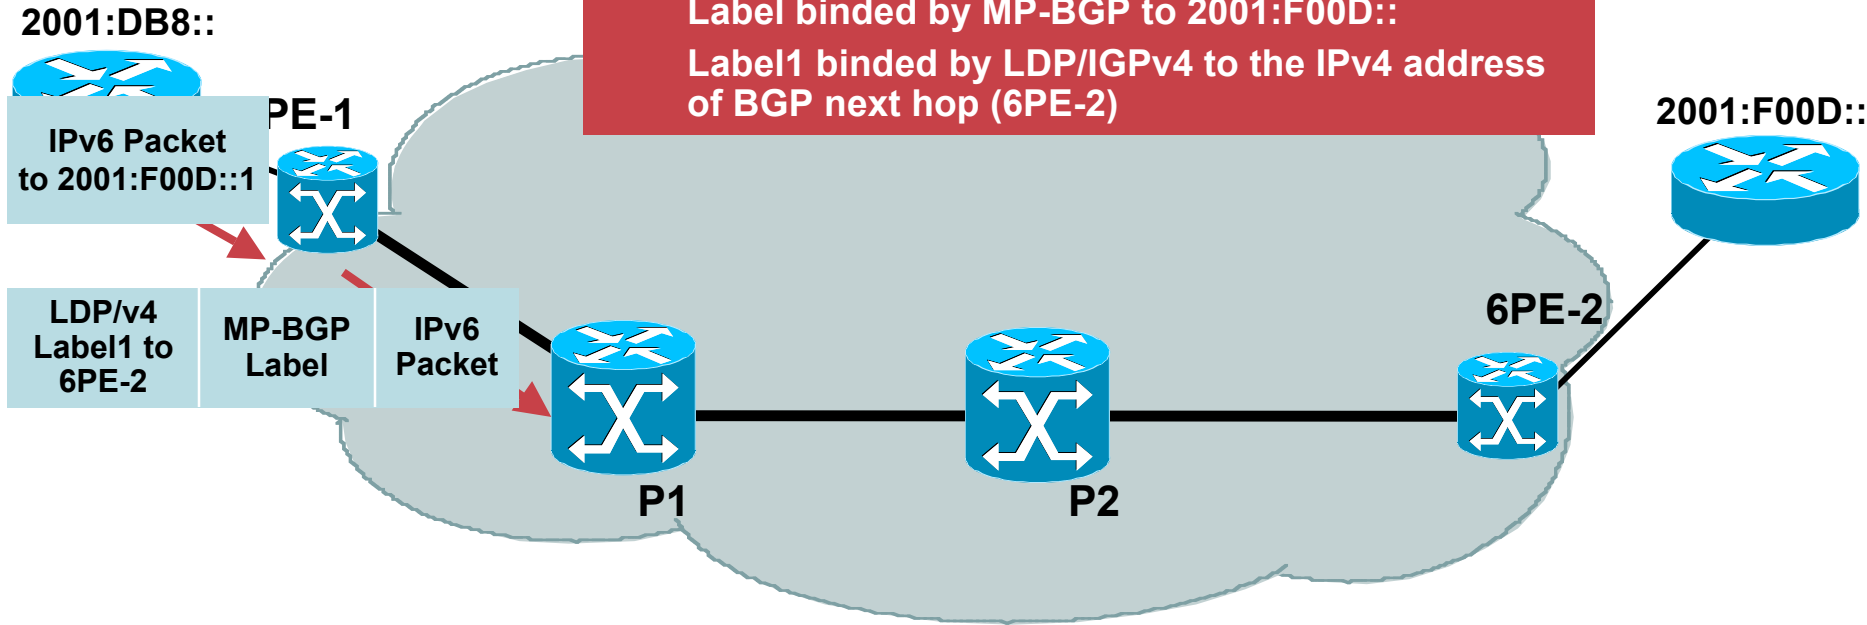 2001:DB8::
Label binded by MP-BGP to 2001:F00D::
Label1 binded by LDP/IGPv4 to the IPv4 address
of BGP next hop (6PE-2)
2001:F00D::
PE-1
IPv6 Packet
to 2001:F00D::1
LDP/v4
Label1 to
6PE-2
MP-BGP
Label
IPv6
Packet
6PE-2
P1
P2